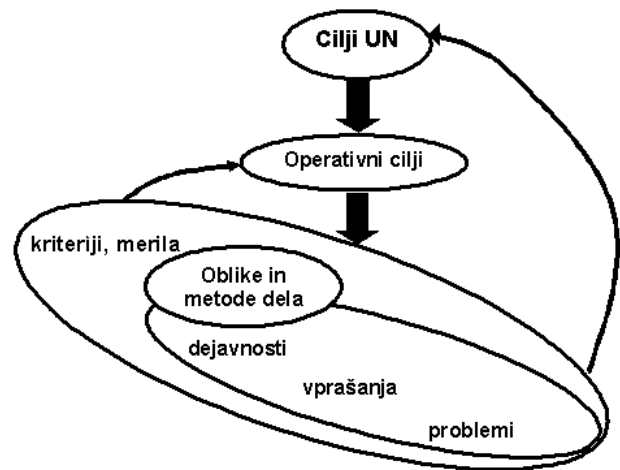 Cilji UN
Operativni cilji
kriteriji, merila
Oblike in
metode dela
dejavnosti
vprašanja
problemi